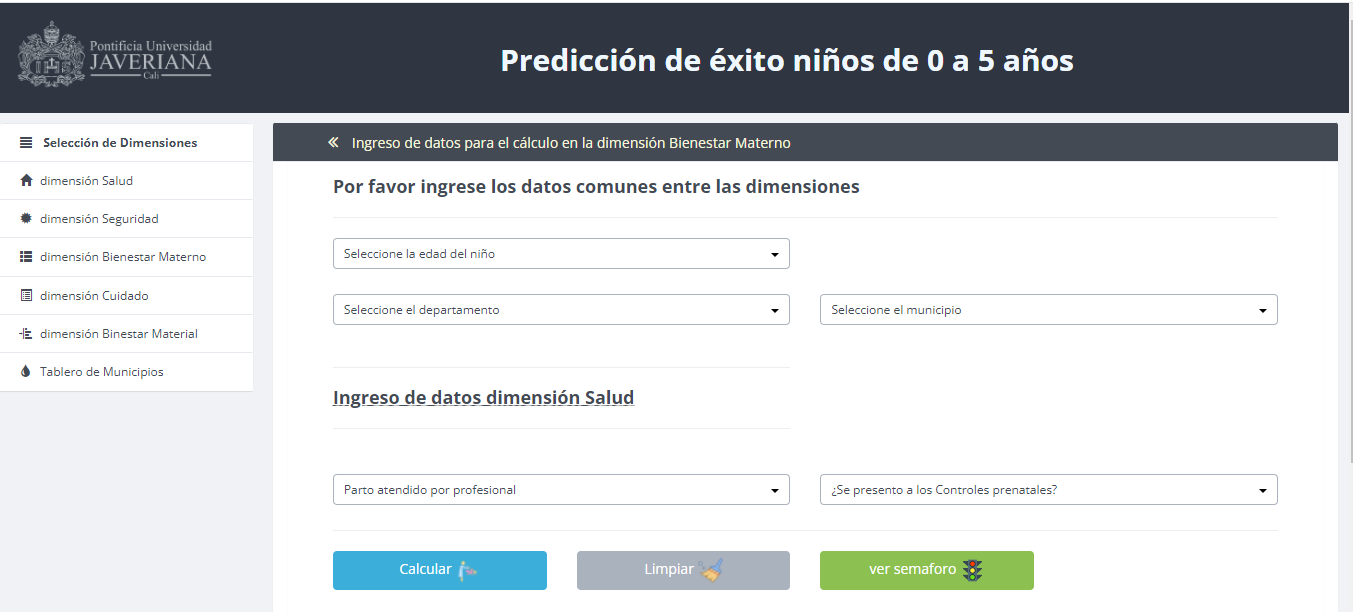 Pontificia Universidad
JAVERIANA
Cali
Predicción de éxito niños de 0 a 5 años
Selección de Dimensiones
dimensión Salud
dimensión Seguridad
dimensión Bienestar Materno
dimensión Cuidado
dimensión Binestar Material
Tablero de Municipios
« Ingreso de datos para el cálculo en la dimensión Bienestar Materno
Por favor ingrese los datos comunes entre las dimensiones
Seleccione la edad del niño
Seleccione el departamento
Seleccione el municipio
Ingreso de datos dimensión Salud
Parto atendido por profesional
¿Se presento a los Controles prenatales?
Calcular
Limpiar
ver semaforo